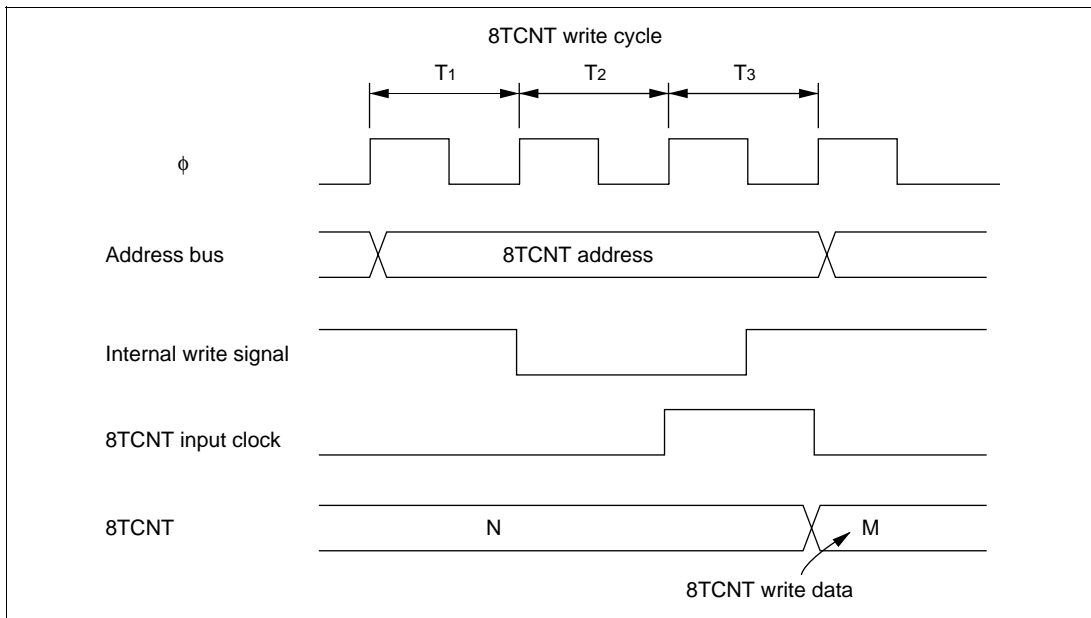 8TCNT write cycle
T1 T2 T3
ϕ
Address bus
8TCNT address
Internal write signal
8TCNT input clock
8TCNT
N
M
8TCNT write data